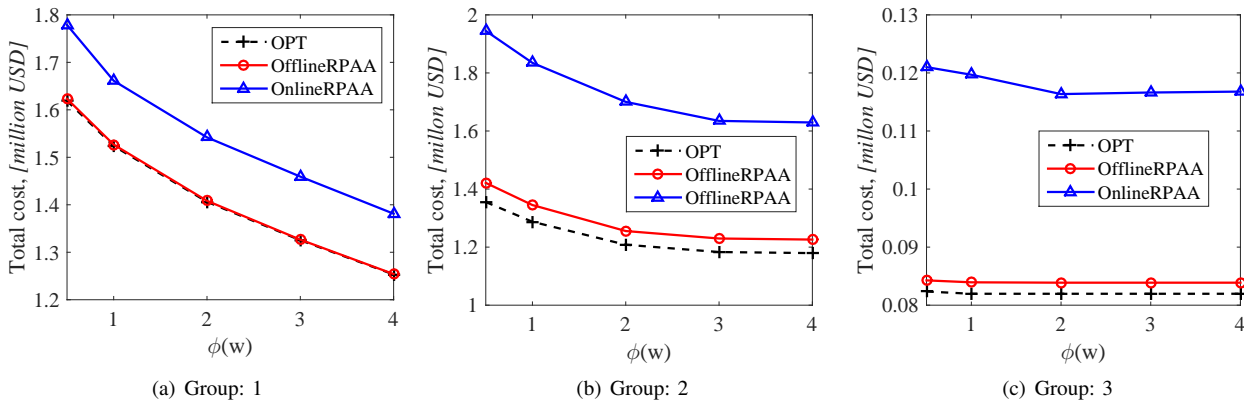 1.8
1.7
1.6
1.5
1.4
1.3
1.2
Total cost, [million USD]
OPT
OfflineRPAA
OnlineRPAA
1 2 3 4
ϕ(w)
(a) Group: 1
2
1.8
1.6
1.4
1.2
1
Total cost, [millon USD]
OPT
OfflineRPAA
OfflineRPAA
1 2 3 4
ϕ(w)
(b) Group: 2
0.13
0.12
0.11
0.1
0.09
0.08
Total cost, [million USD]
OPT
OfflineRPAA
OnlineRPAA
1 2 3 4
ϕ(w)
(c) Group: 3